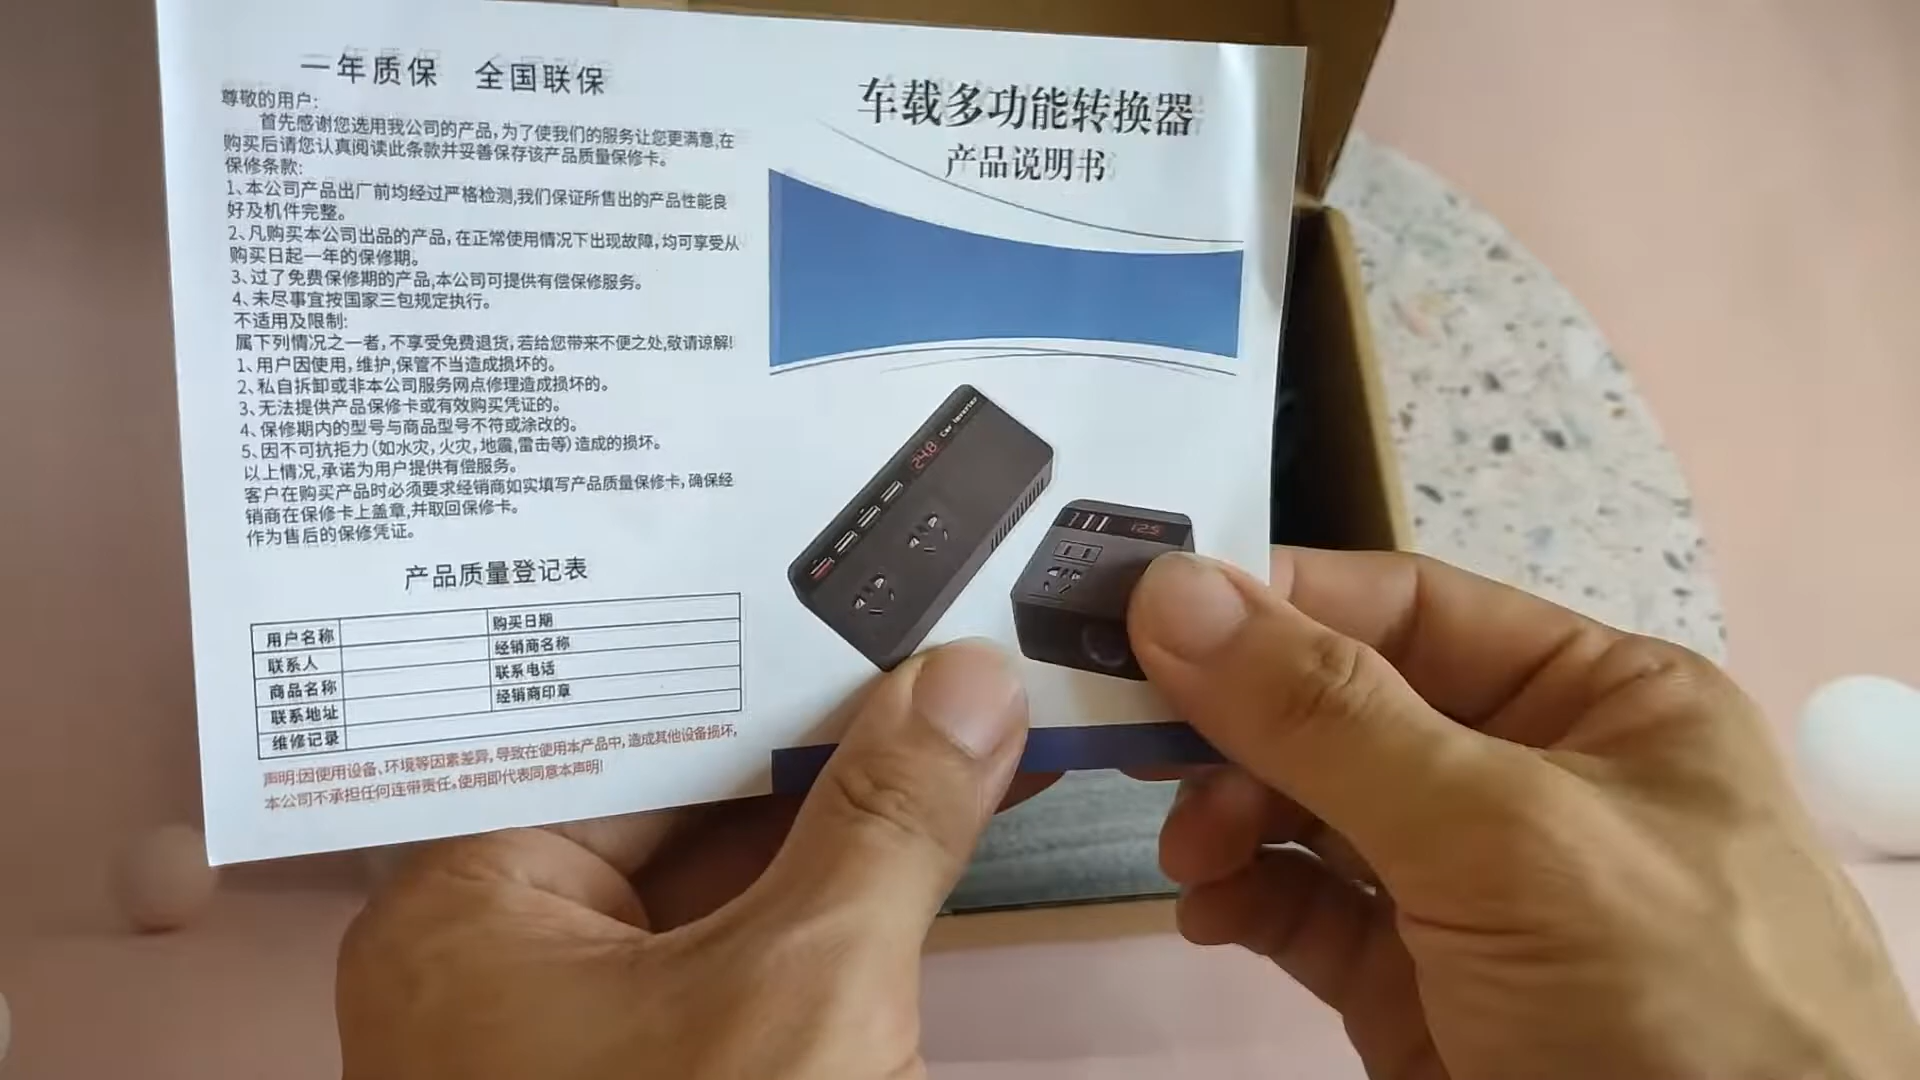 一年质保 全国联保
尊敬的用户:
首先感谢您选用我公司的产品,为了使我们的服务让您更满意,在
购买后请您认真阅读此条款并妥善保存该产品质量保修卡。
保修条款:
1、本公司产品出厂前均经过严格检测,我们保证所售出的产品性能良
好及机件完整。
2、凡购买本公司出品的产品,在正常使用情况下出现故障,均可享受从
购买日起一年的保修期。
3、过了免费保修期的产品,本公司可提供有偿保修服务。
4、未尽事宜按国家三包规定执行。
不适用及限制:
属下列情况之一者,不享受免费退货,若给您带来不便之处,敬请谅解!
1、用户因使用,维护,保管不当造成损坏的。
2、私自拆卸或非本公司服务网点修理造成损坏的。
3、无法提供产品保修卡或有效购买凭证的。
4、保修期内的型号与商品型号不符或涂改的。
5、因不可抗拒力(如水灾,火灾,地震,雷击等)造成的损坏。
以上情况,承诺为用户提供有偿服务。
客户在购买产品时必须要求经销商如实填写产品质量保修卡,确保经
销商在保修卡上盖章,并取回保修卡。
作为售后的保修凭证。
产品质量登记表
用户名称 购买日期
联系人 经销商名称
商品名称 联系电话
联系地址 经销商印章
维修记录
声明:因使用设备、环境等因素差异,导致在使用本产品中,造成其他设备损坏,
本公司不承担任何连带责任。使用即代表同意本声明!
车载多功能转换器
产品说明书
24.8 Car inverter
12.5